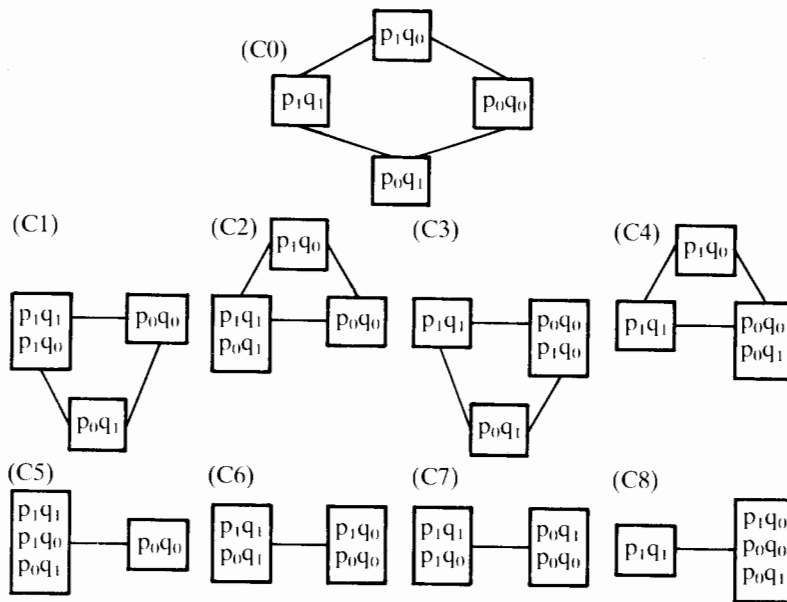 (C0)
p₁q₀
p₁q₁
p₀q₀
p₀q₁
(C1)
p₁q₁
p₁q₀
p₀q₀
p₀q₁
(C2)
p₁q₀
p₁q₁
p₀q₁
p₀q₀
(C3)
p₁q₁
p₀q₀
p₁q₀
p₀q₁
(C4)
p₁q₀
p₁q₁
p₀q₀
p₀q₁
(C5)
p₁q₁
p₁q₀
p₀q₁
p₀q₀
(C6)
p₁q₁
p₀q₁
p₁q₀
p₀q₀
(C7)
p₁q₁
p₁q₀
p₀q₁
p₀q₀
(C8)
p₁q₁
p₁q₀
p₀q₀
p₀q₁